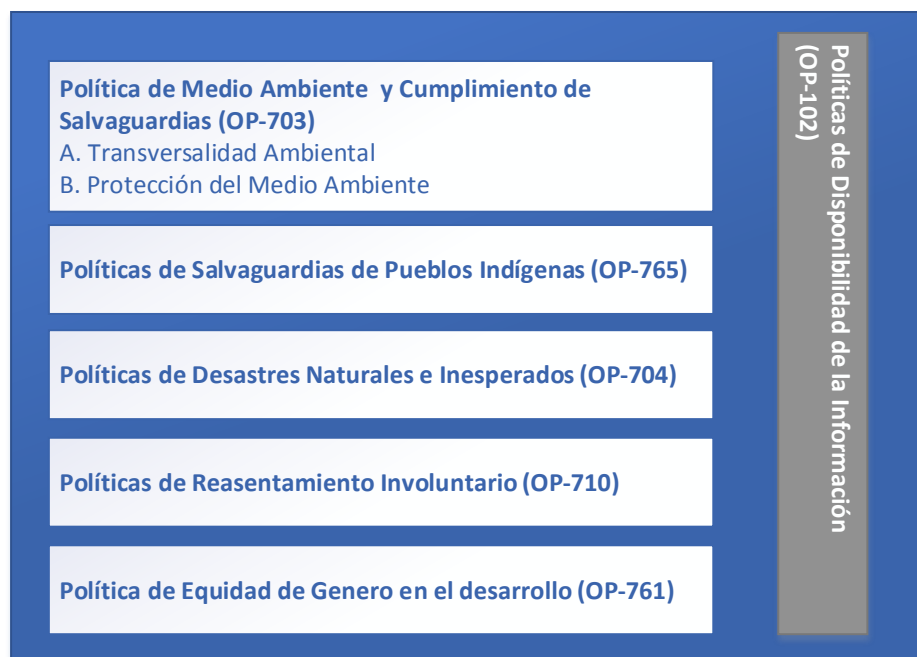 Política de Medio Ambiente y Cumplimiento de
Salvaguardias (OP-703)
A. Transversalidad Ambiental
B. Protección del Medio Ambiente
Políticas de Salvaguardias de Pueblos Indígenas (OP-765)
Políticas de Desastres Naturales e Inesperados (OP-704)
Políticas de Reasentamiento Involuntario (OP-710)
Política de Equidad de Genero en el desarrollo (OP-761)
Políticas de Disponibilidad de la Información
(OP-102)